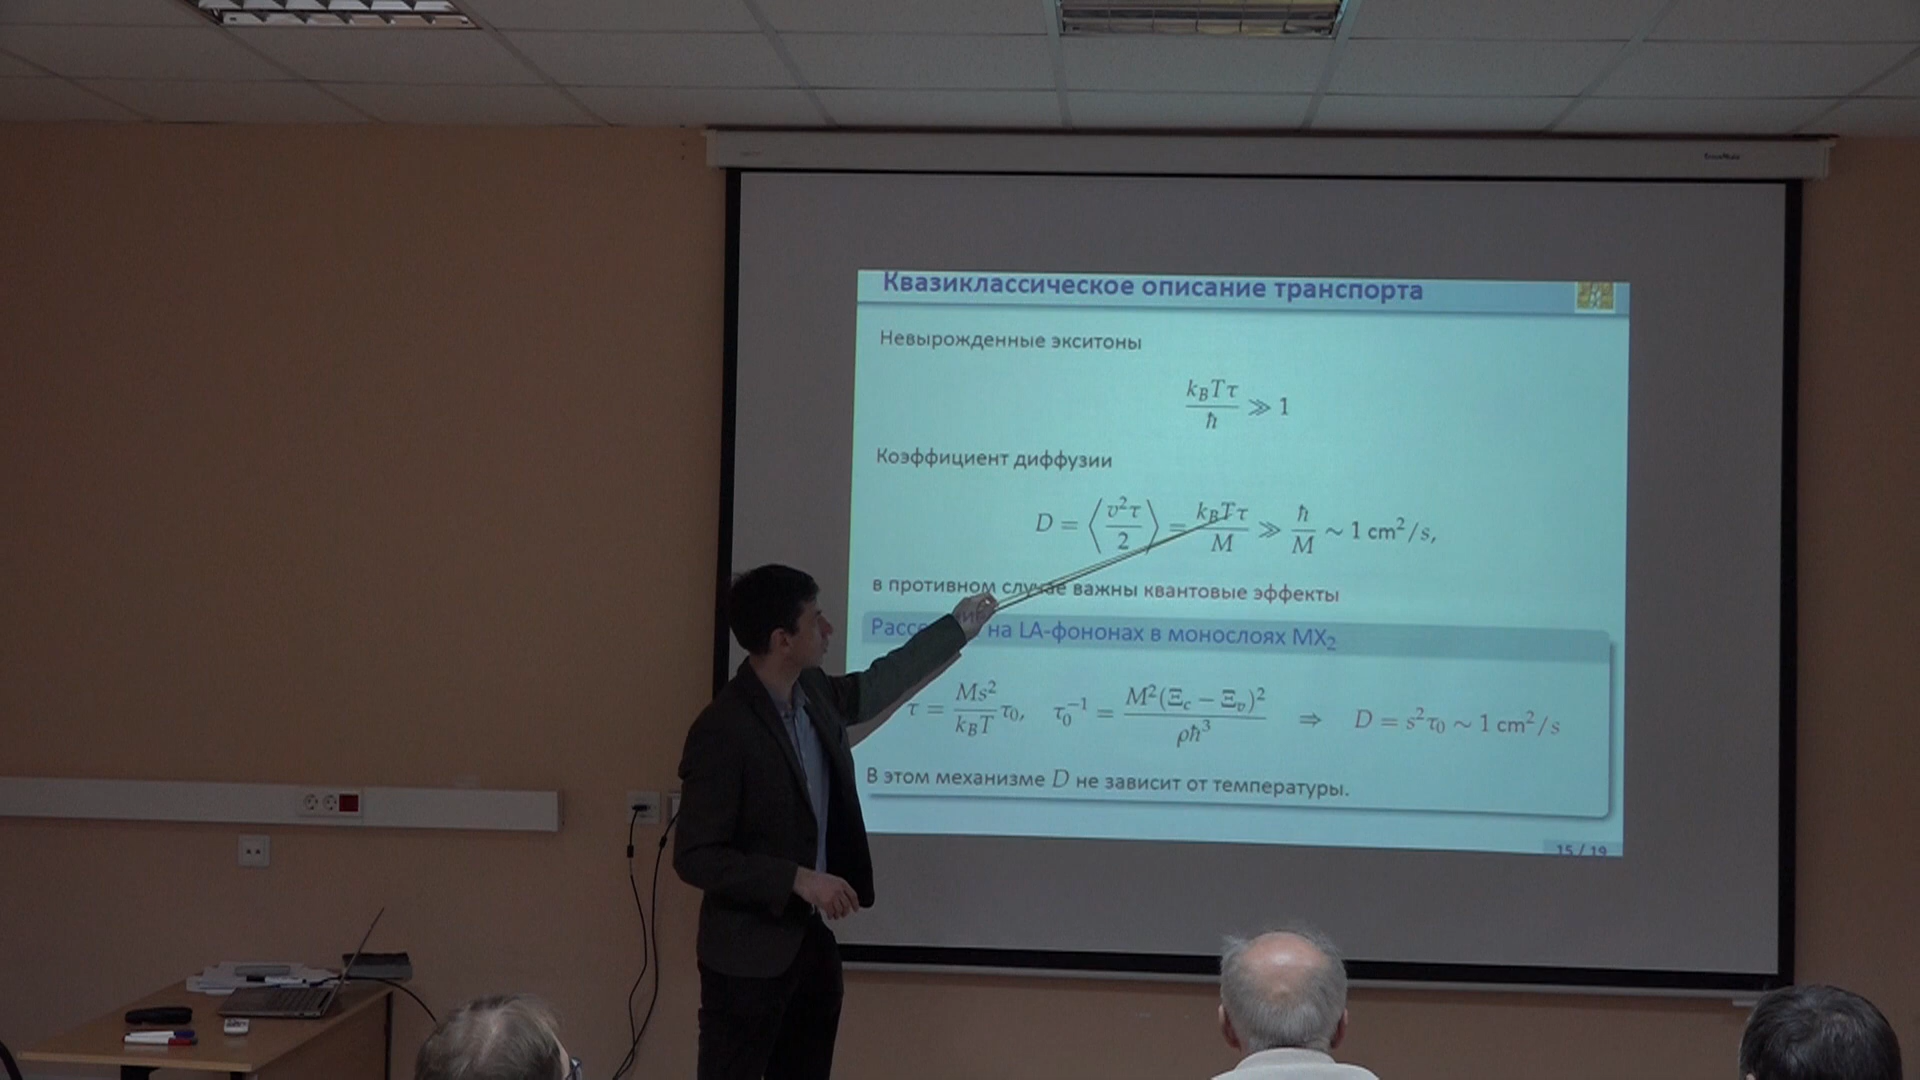 Квазиклассическое описание транспорта
Невырожденные экситоны
k_B T τ / ħ ≫ 1
Коэффициент диффузии
D = ⟨ v² τ / 2 ⟩ = k_B T τ / M ≫ ħ / M ~ 1 cm²/s,
в противном случае важны квантовые эффекты
на LA-фононах в монослоях MX₂
τ = Ms² / k_B T τ₀, τ₀⁻¹ = M²(Ξ_c − Ξ_v)² / ρħ³ ⇒ D = s²τ₀ ~ 1 cm²/s
В этом механизме D не зависит от температуры.
15 / 19